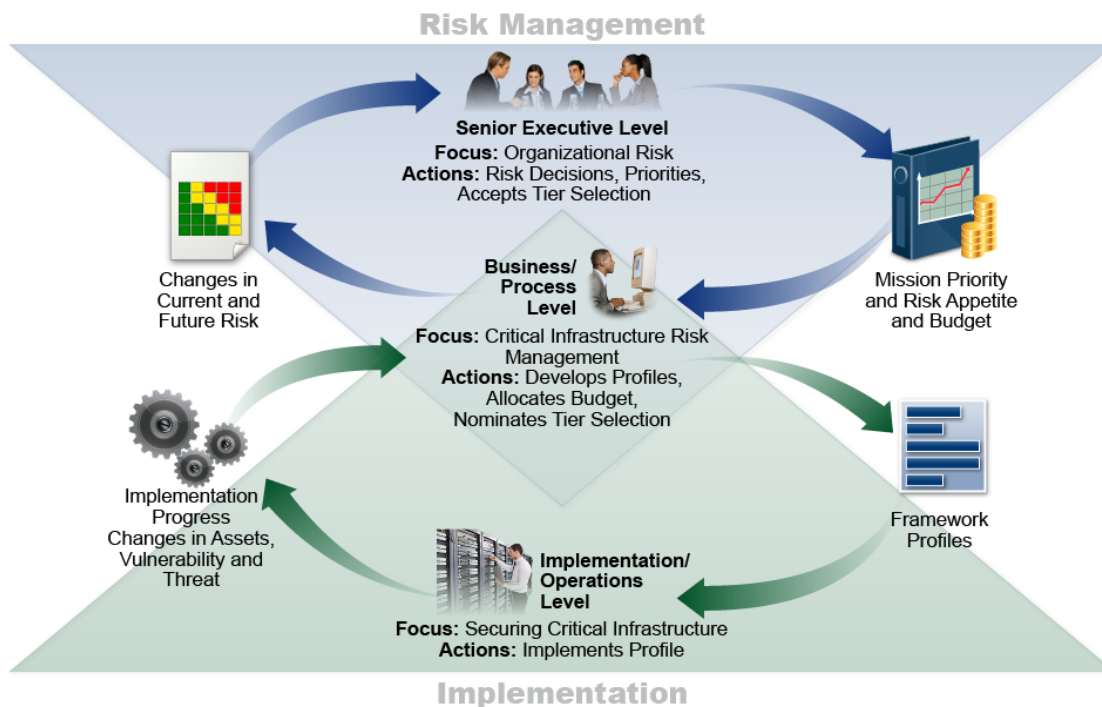 Risk Management
Senior Executive Level
Focus: Organizational Risk
Actions: Risk Decisions, Priorities,
Accepts Tier Selection
Changes in
Current and
Future Risk
Mission Priority
and Risk Appetite
and Budget
Business/
Process
Level
Focus: Critical Infrastructure Risk
Management
Actions: Develops Profiles,
Allocates Budget,
Nominates Tier Selection
Implementation
Progress
Changes in Assets,
Vulnerability and
Threat
Framework
Profiles
Implementation/
Operations
Level
Focus: Securing Critical Infrastructure
Actions: Implements Profile
Implementation